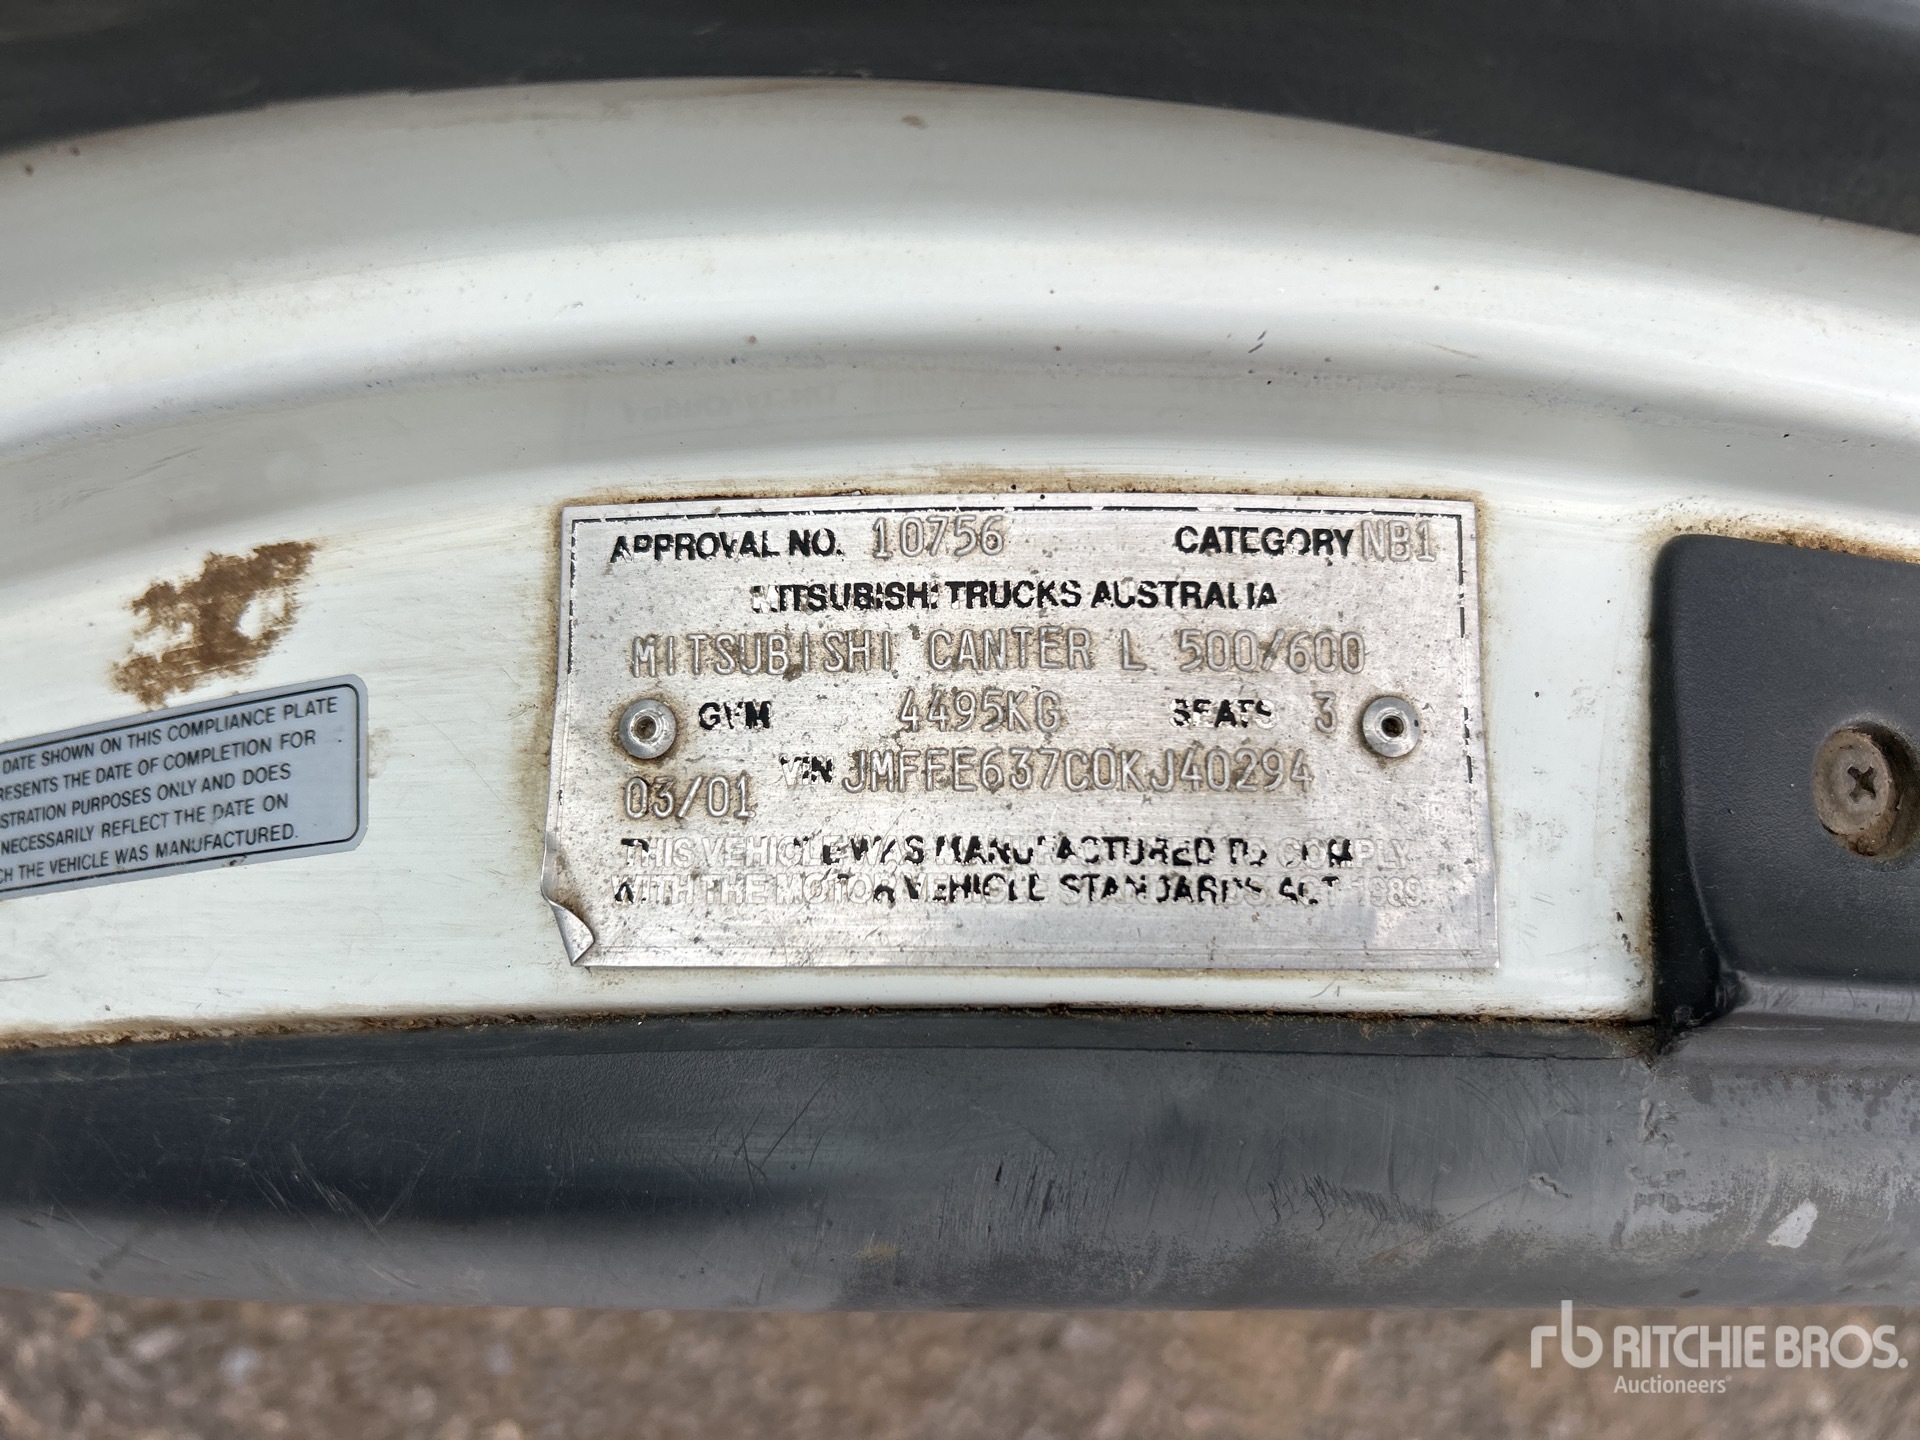 APPROVAL NO. 10756 CATEGORY NB1
MITSUBISHI TRUCKS AUSTRALIA
MITSUBISHI CANTER L 500/600
GVM 4495KG SEATS 3
VIN JMFFE637C0KJ40294
03/01
THIS VEHICLE WAS MANUFACTURED TO COMPLY
WITH THE MOTOR VEHICLE STANDARDS ACT 1989
DATE SHOWN ON THIS COMPLIANCE PLATE
RESENTS THE DATE OF COMPLETION FOR
STRATION PURPOSES ONLY AND DOES
NECESSARILY REFLECT THE DATE ON
CH THE VEHICLE WAS MANUFACTURED.
rb RITCHIE BROS.
Auctioneers